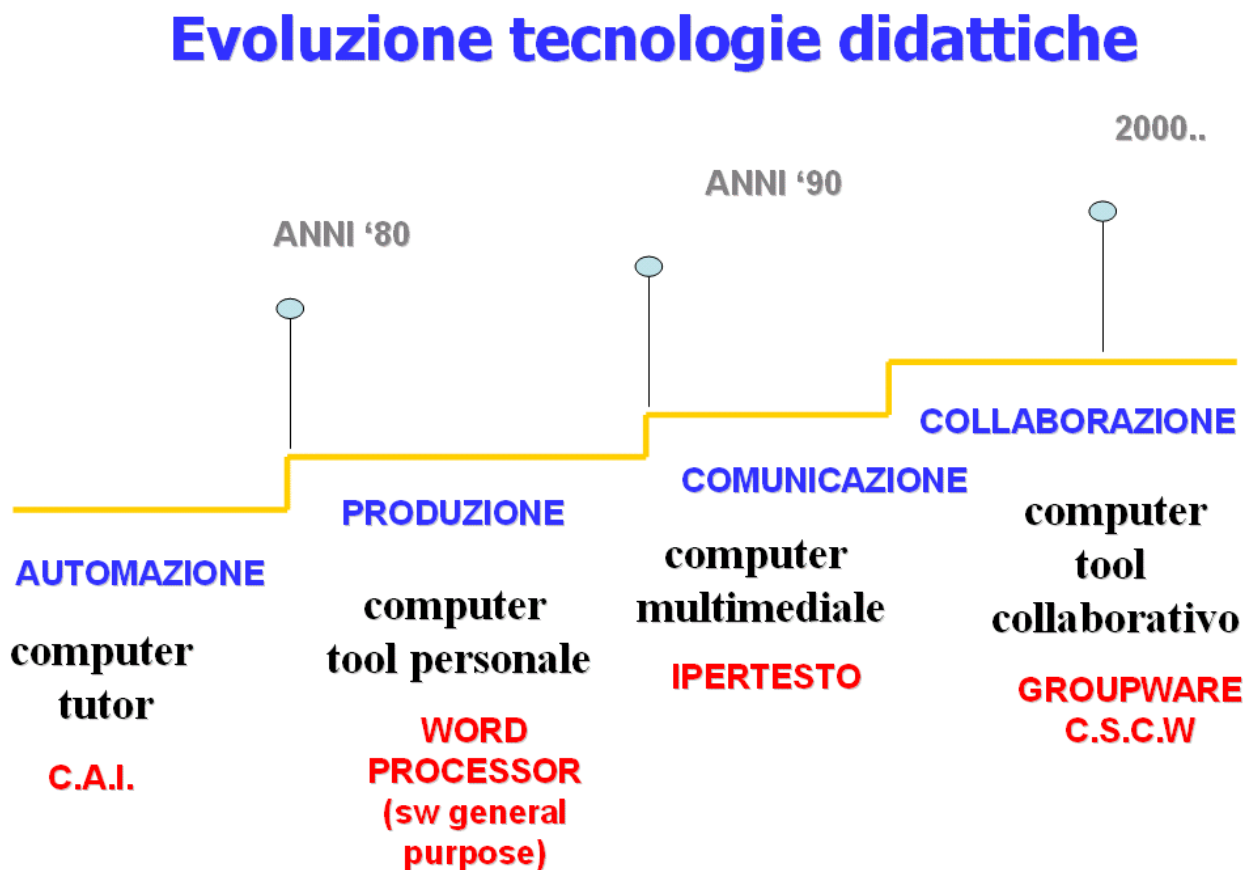 Evoluzione tecnologie didattiche
2000..
ANNI ‘90
ANNI ‘80
AUTOMAZIONE
computer
tutor
C.A.I.
PRODUZIONE
computer
tool personale
WORD
PROCESSOR
(sw general
purpose)
COMUNICAZIONE
computer
multimediale
IPERTESTO
COLLABORAZIONE
computer
tool
collaborativo
GROUPWARE
C.S.C.W